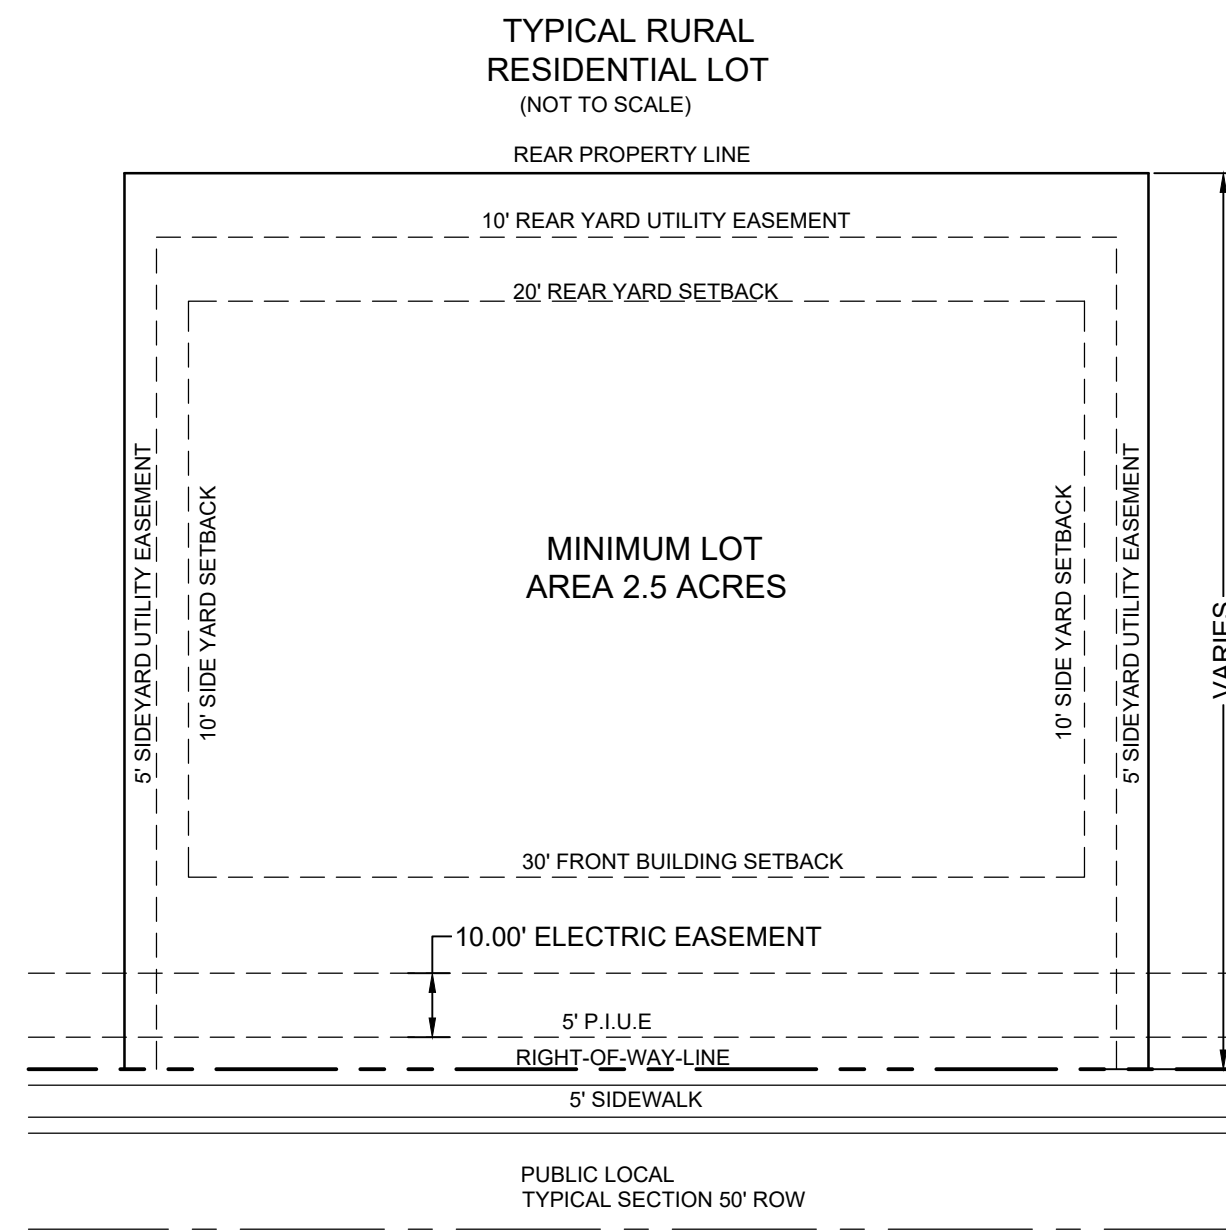 TYPICAL RURAL
RESIDENTIAL LOT
(NOT TO SCALE)
REAR PROPERTY LINE
10' REAR YARD UTILITY EASEMENT
20' REAR YARD SETBACK
5' SIDEYARD UTILITY EASEMENT
10' SIDE YARD SETBACK
MINIMUM LOT
AREA 2.5 ACRES
10' SIDE YARD SETBACK
5' SIDEYARD UTILITY EASEMENT
VARIES
30' FRONT BUILDING SETBACK
10.00' ELECTRIC EASEMENT
5' P.I.U.E
RIGHT-OF-WAY-LINE
5' SIDEWALK
PUBLIC LOCAL
TYPICAL SECTION 50' ROW